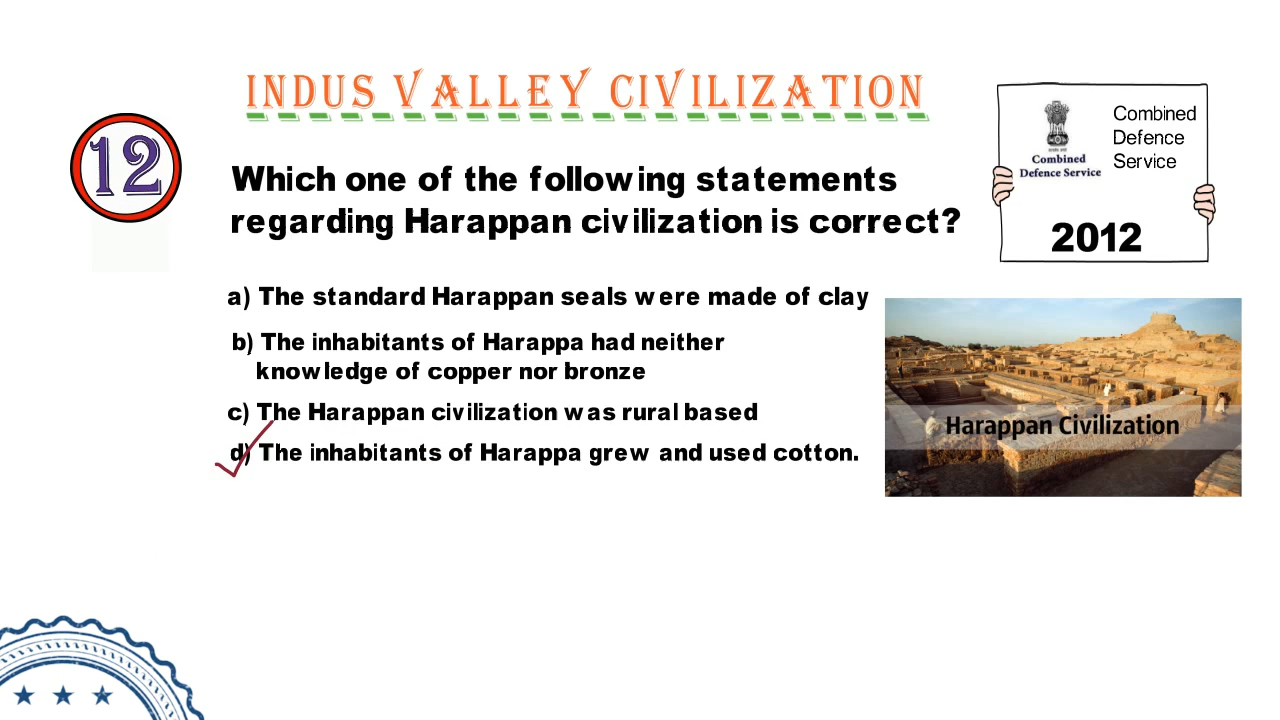 INDUS VALLEY CIVILIZATION
12
Which one of the following statements
regarding Harappan civilization is correct?
a) The standard Harappan seals were made of clay
b) The inhabitants of Harappa had neither
knowledge of copper nor bronze
c) The Harappan civilization was rural based
d) The inhabitants of Harappa grew and used cotton.
Combined
Defence
Service
Combined
Defence Service
2012
Harappan Civilization